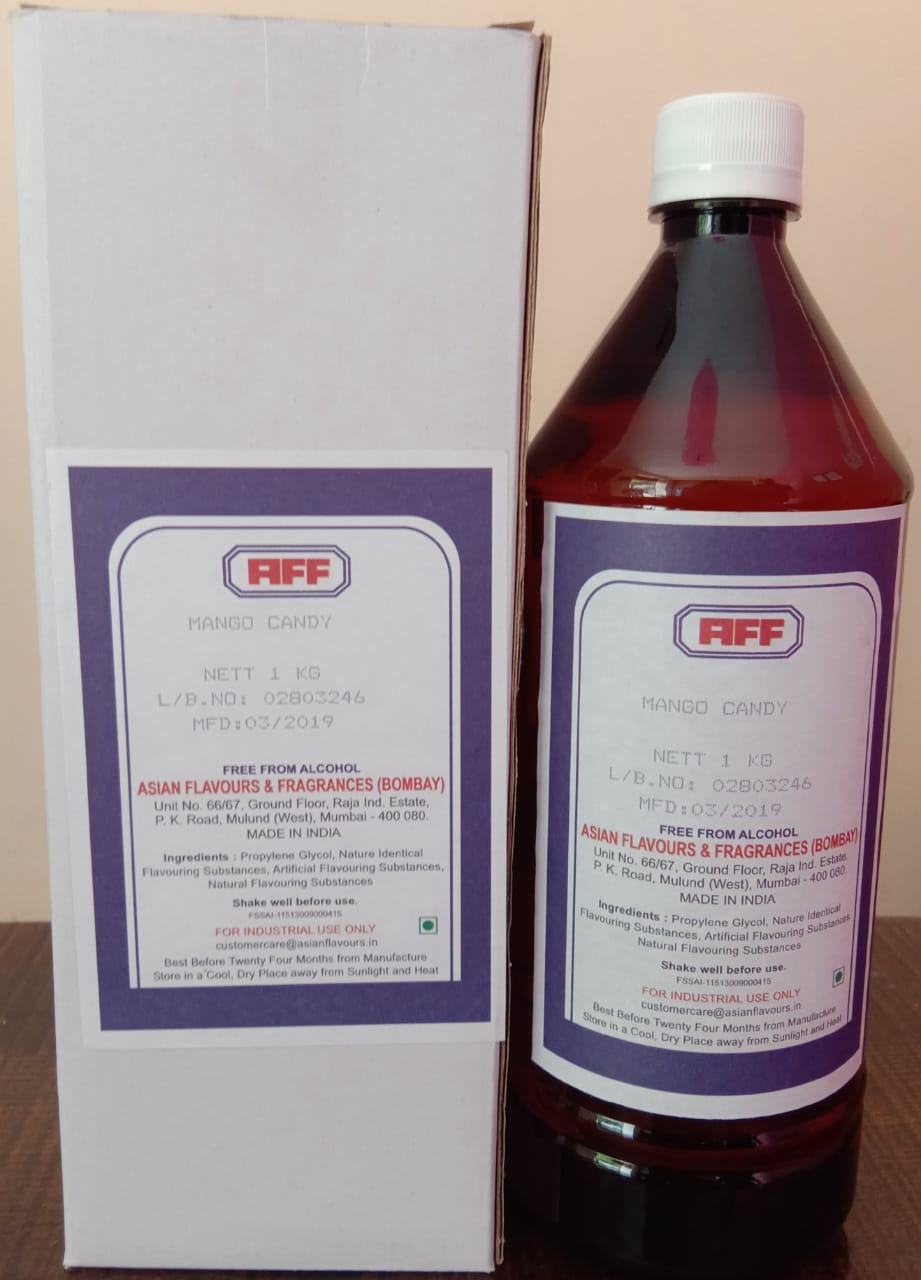 AFF
MANGO CANDY
NETT 1 KG
L/B.NO: 02803246
MFD:03/2019
FREE FROM ALCOHOL
ASIAN FLAVOURS & FRAGRANCES (BOMBAY)
Unit No. 66/67, Ground Floor, Raja Ind. Estate,
P. K. Road, Mulund (West), Mumbai - 400 080.
MADE IN INDIA
Ingredients : Propylene Glycol, Nature Identical
Flavouring Substances, Artificial Flavouring Substances,
Natural Flavouring Substances
Shake well before use.
FSSAI-11513009000415
FOR INDUSTRIAL USE ONLY
customercare@asianflavours.in
Best Before Twenty Four Months from Manufacture
Store in a Cool, Dry Place away from Sunlight and Heat
AFF
MANGO CANDY
NETT 1 KG
L/B.NO: 02803246
MFD:03/2019
FREE FROM ALCOHOL
ASIAN FLAVOURS & FRAGRANCES (BOMBAY)
Unit No. 66/67, Ground Floor, Raja Ind. Estate,
P. K. Road, Mulund (West), Mumbai - 400 080.
MADE IN INDIA
Ingredients : Propylene Glycol, Nature Identical
Flavouring Substances, Artificial Flavouring Substances,
Natural Flavouring Substances
Shake well before use.
FSSAI-11513009000415
FOR INDUSTRIAL USE ONLY
customercare@asianflavours.in
Best Before Twenty Four Months from Manufacture
Store in a Cool, Dry Place away from Sunlight and Heat